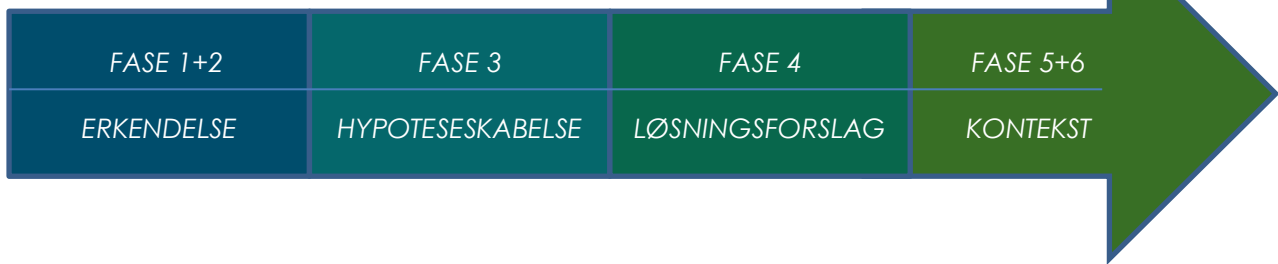 FASE 1+2
FASE 3
FASE 4
FASE 5+6
ERKENDELSE
HYPOTESESKABELSE
LØSNINGSFORSLAG
KONTEKST